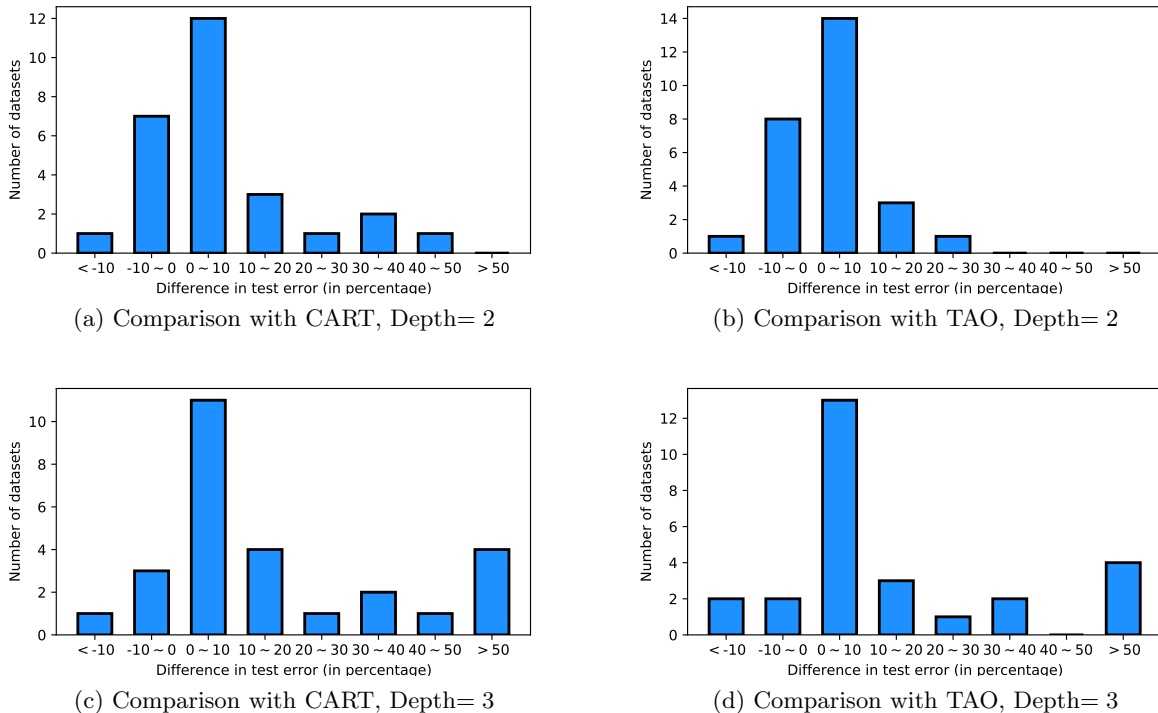 12
10
8
6
4
2
0
Number of datasets
< -10 -10 ~ 0 0 ~ 10 10 ~ 20 20 ~ 30 30 ~ 40 40 ~ 50 > 50
Difference in test error (in percentage)
(a) Comparison with CART, Depth= 2
14
12
10
8
6
4
2
0
Number of datasets
< -10 -10 ~ 0 0 ~ 10 10 ~ 20 20 ~ 30 30 ~ 40 40 ~ 50 > 50
Difference in test error (in percentage)
(b) Comparison with TAO, Depth= 2
10
8
6
4
2
0
Number of datasets
< -10 -10 ~ 0 0 ~ 10 10 ~ 20 20 ~ 30 30 ~ 40 40 ~ 50 > 50
Difference in test error (in percentage)
(c) Comparison with CART, Depth= 3
12
10
8
6
4
2
0
Number of datasets
< -10 -10 ~ 0 0 ~ 10 10 ~ 20 20 ~ 30 30 ~ 40 40 ~ 50 > 50
Difference in test error (in percentage)
(d) Comparison with TAO, Depth= 3